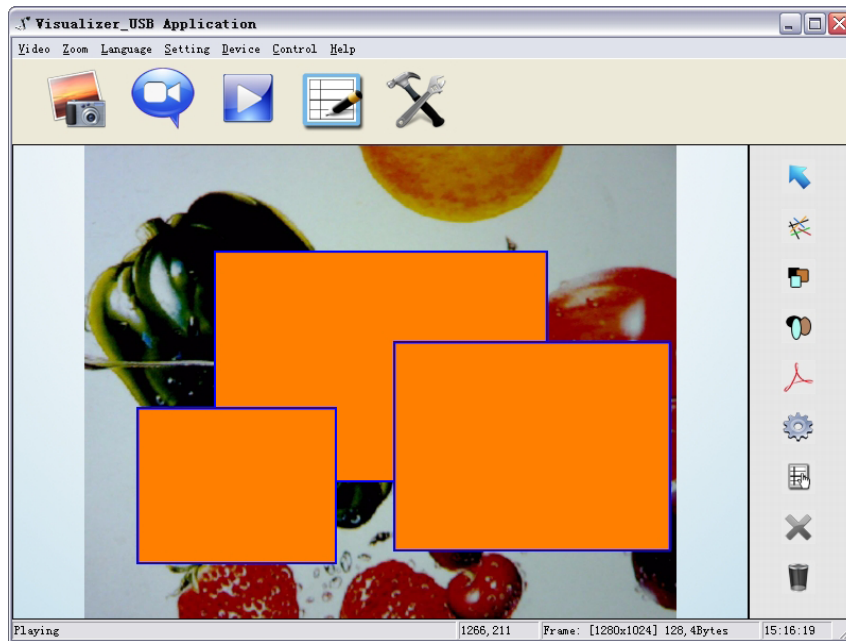 Visualizer_USB Application
Video Zoom Language Setting Device Control Help
Playing 1266,211 Frame: [1280x1024] 128,4Bytes 15:16:19